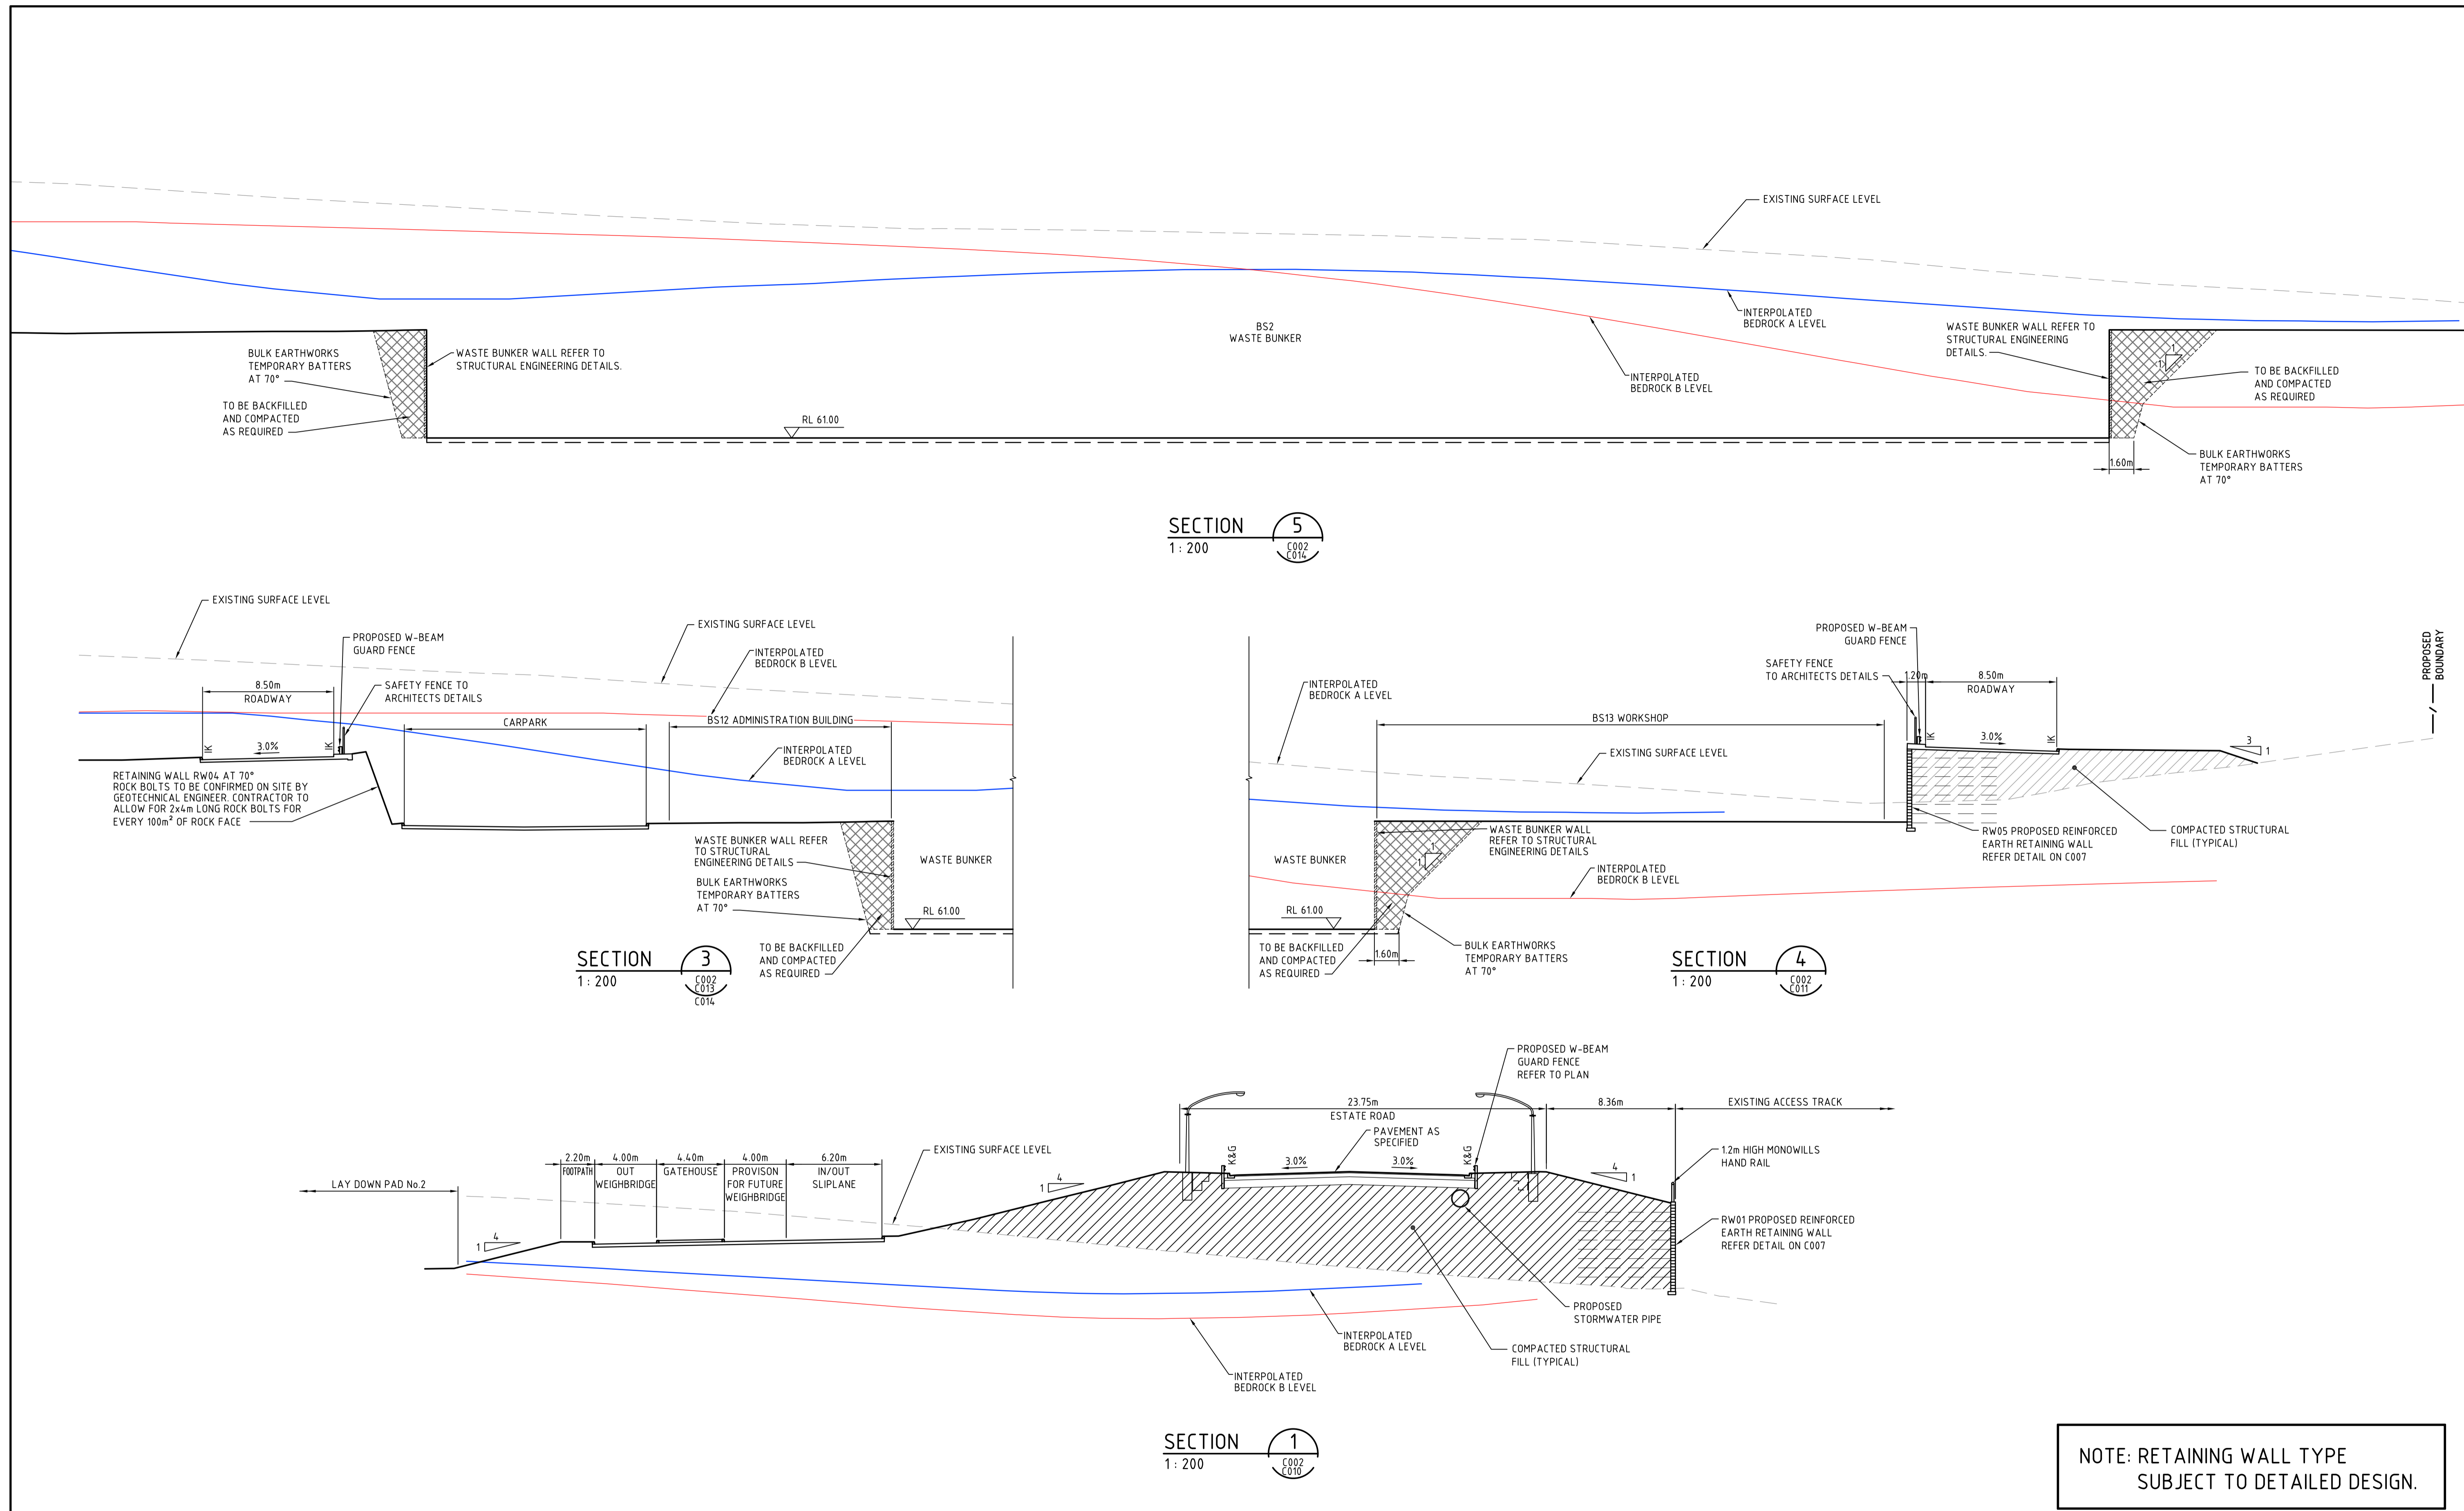 EXISTING SURFACE LEVEL
INTERPOLATED
BEDROCK A LEVEL
BS2
WASTE BUNKER
WASTE BUNKER WALL REFER TO
STRUCTURAL ENGINEERING
DETAILS.
BULK EARTHWORKS
TEMPORARY BATTERS
AT 70°
WASTE BUNKER WALL REFER TO
STRUCTURAL ENGINEERING DETAILS.
1
1
TO BE BACKFILLED
AND COMPACTED
AS REQUIRED
INTERPOLATED
BEDROCK B LEVEL
TO BE BACKFILLED
AND COMPACTED
AS REQUIRED
RL 61.00
1.60m
BULK EARTHWORKS
TEMPORARY BATTERS
AT 70°
SECTION 5
1 : 200
C002
C014
EXISTING SURFACE LEVEL
PROPOSED W-BEAM
GUARD FENCE
EXISTING SURFACE LEVEL
INTERPOLATED
BEDROCK B LEVEL
8.50m
ROADWAY
SAFETY FENCE TO
ARCHITECTS DETAILS
CARPARK
BS12 ADMINISTRATION BUILDING
IK
3.0%
IK
INTERPOLATED
BEDROCK A LEVEL
RETAINING WALL RW04 AT 70°
ROCK BOLTS TO BE CONFIRMED ON SITE BY
GEOTECHNICAL ENGINEER. CONTRACTOR TO
ALLOW FOR 2x4m LONG ROCK BOLTS FOR
EVERY 100m² OF ROCK FACE
WASTE BUNKER WALL REFER
TO STRUCTURAL
ENGINEERING DETAILS
WASTE BUNKER
BULK EARTHWORKS
TEMPORARY BATTERS
AT 70°
RL 61.00
TO BE BACKFILLED
AND COMPACTED
AS REQUIRED
SECTION 3
1 : 200
C002
C013
C014
PROPOSED W-BEAM
GUARD FENCE
PROPOSED
BOUNDARY
SAFETY FENCE
TO ARCHITECTS DETAILS
1.20m
8.50m
ROADWAY
INTERPOLATED
BEDROCK A LEVEL
BS13 WORKSHOP
EXISTING SURFACE LEVEL
IK
3.0%
IK
3
1
WASTE BUNKER WALL
REFER TO STRUCTURAL
ENGINEERING DETAILS
1
1
WASTE BUNKER
INTERPOLATED
BEDROCK B LEVEL
RW05 PROPOSED REINFORCED
EARTH RETAINING WALL
REFER DETAIL ON C007
COMPACTED STRUCTURAL
FILL (TYPICAL)
RL 61.00
TO BE BACKFILLED
AND COMPACTED
AS REQUIRED
1.60m
BULK EARTHWORKS
TEMPORARY BATTERS
AT 70°
SECTION 4
1 : 200
C002
C011
PROPOSED W-BEAM
GUARD FENCE
REFER TO PLAN
23.75m
ESTATE ROAD
8.36m
EXISTING ACCESS TRACK
PAVEMENT AS
SPECIFIED
K&G
3.0%
3.0%
K&G
1.2m HIGH MONOWILLS
HAND RAIL
EXISTING SURFACE LEVEL
LAY DOWN PAD No.2
2.20m
FOOTPATH
4.00m
OUT
WEIGHBRIDGE
4.40m
GATEHOUSE
4.00m
PROVISON
FOR FUTURE
WEIGHBRIDGE
6.20m
IN/OUT
SLIPLANE
4
1
4
1
4
1
RW01 PROPOSED REINFORCED
EARTH RETAINING WALL
REFER DETAIL ON C007
PROPOSED
STORMWATER PIPE
INTERPOLATED
BEDROCK A LEVEL
COMPACTED STRUCTURAL
FILL (TYPICAL)
INTERPOLATED
BEDROCK B LEVEL
SECTION 1
1 : 200
C002
C010
NOTE: RETAINING WALL TYPE
SUBJECT TO DETAILED DESIGN.